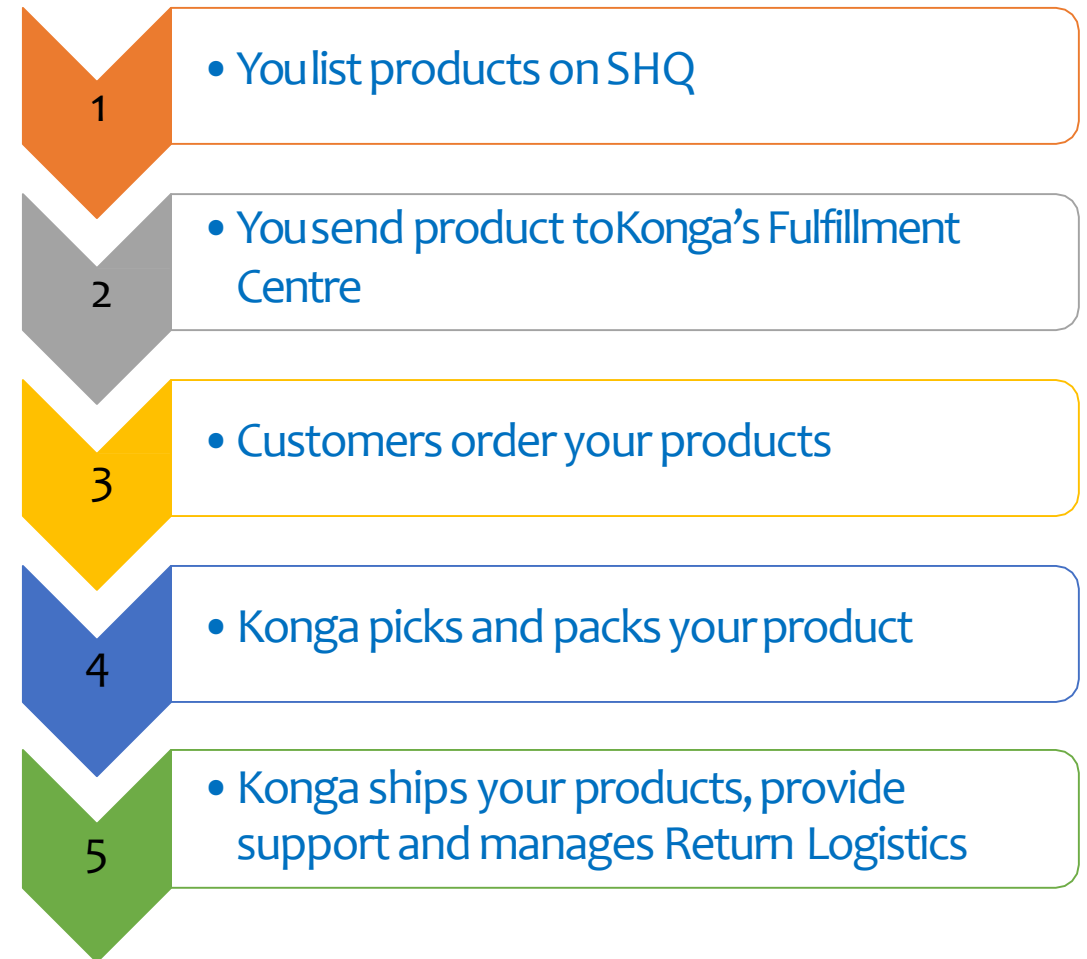 1
• You list products on SHQ
2
• You send product to Konga’s Fulfillment
Centre
3
• Customers order your products
4
• Konga picks and packs your product
5
• Konga ships your products, provide
support and manages Return Logistics